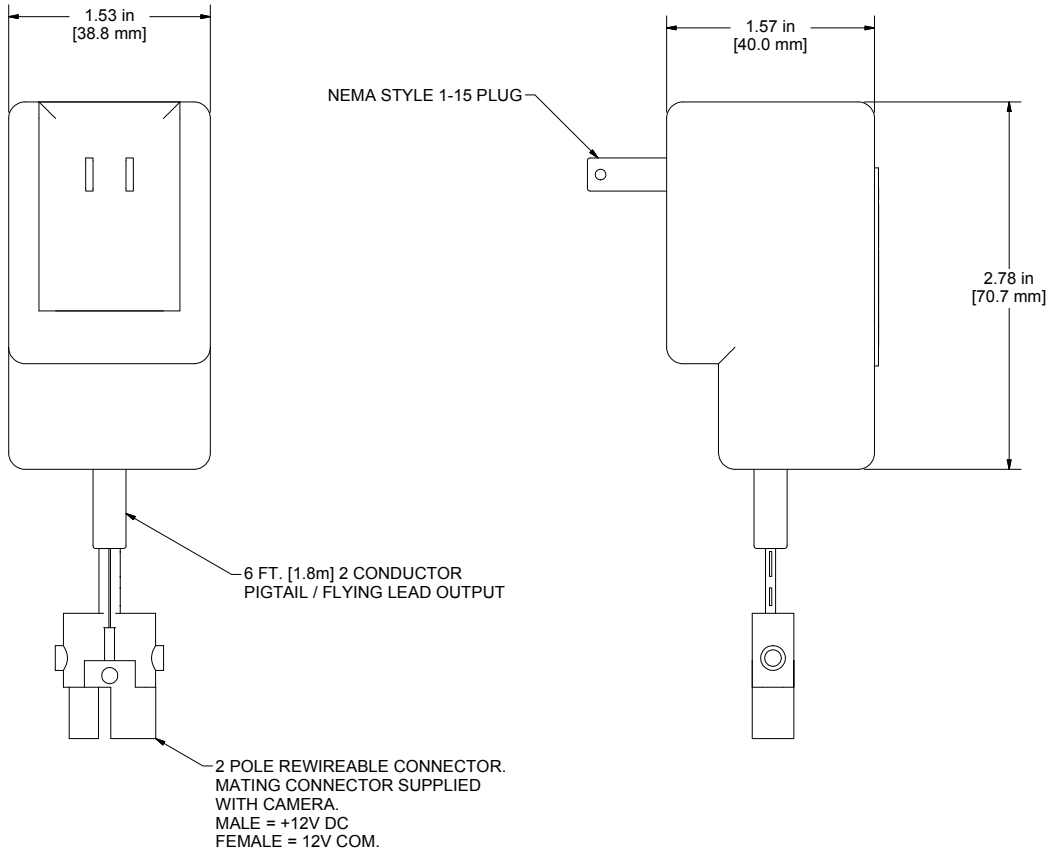 1.53 in
[38.8 mm]
1.57 in
[40.0 mm]
NEMA STYLE 1-15 PLUG
2.78 in
[70.7 mm]
6 FT. [1.8m] 2 CONDUCTOR
PIGTAIL / FLYING LEAD OUTPUT
2 POLE REWIREABLE CONNECTOR.
MATING CONNECTOR SUPPLIED
WITH CAMERA.
MALE = +12V DC
FEMALE = 12V COM.